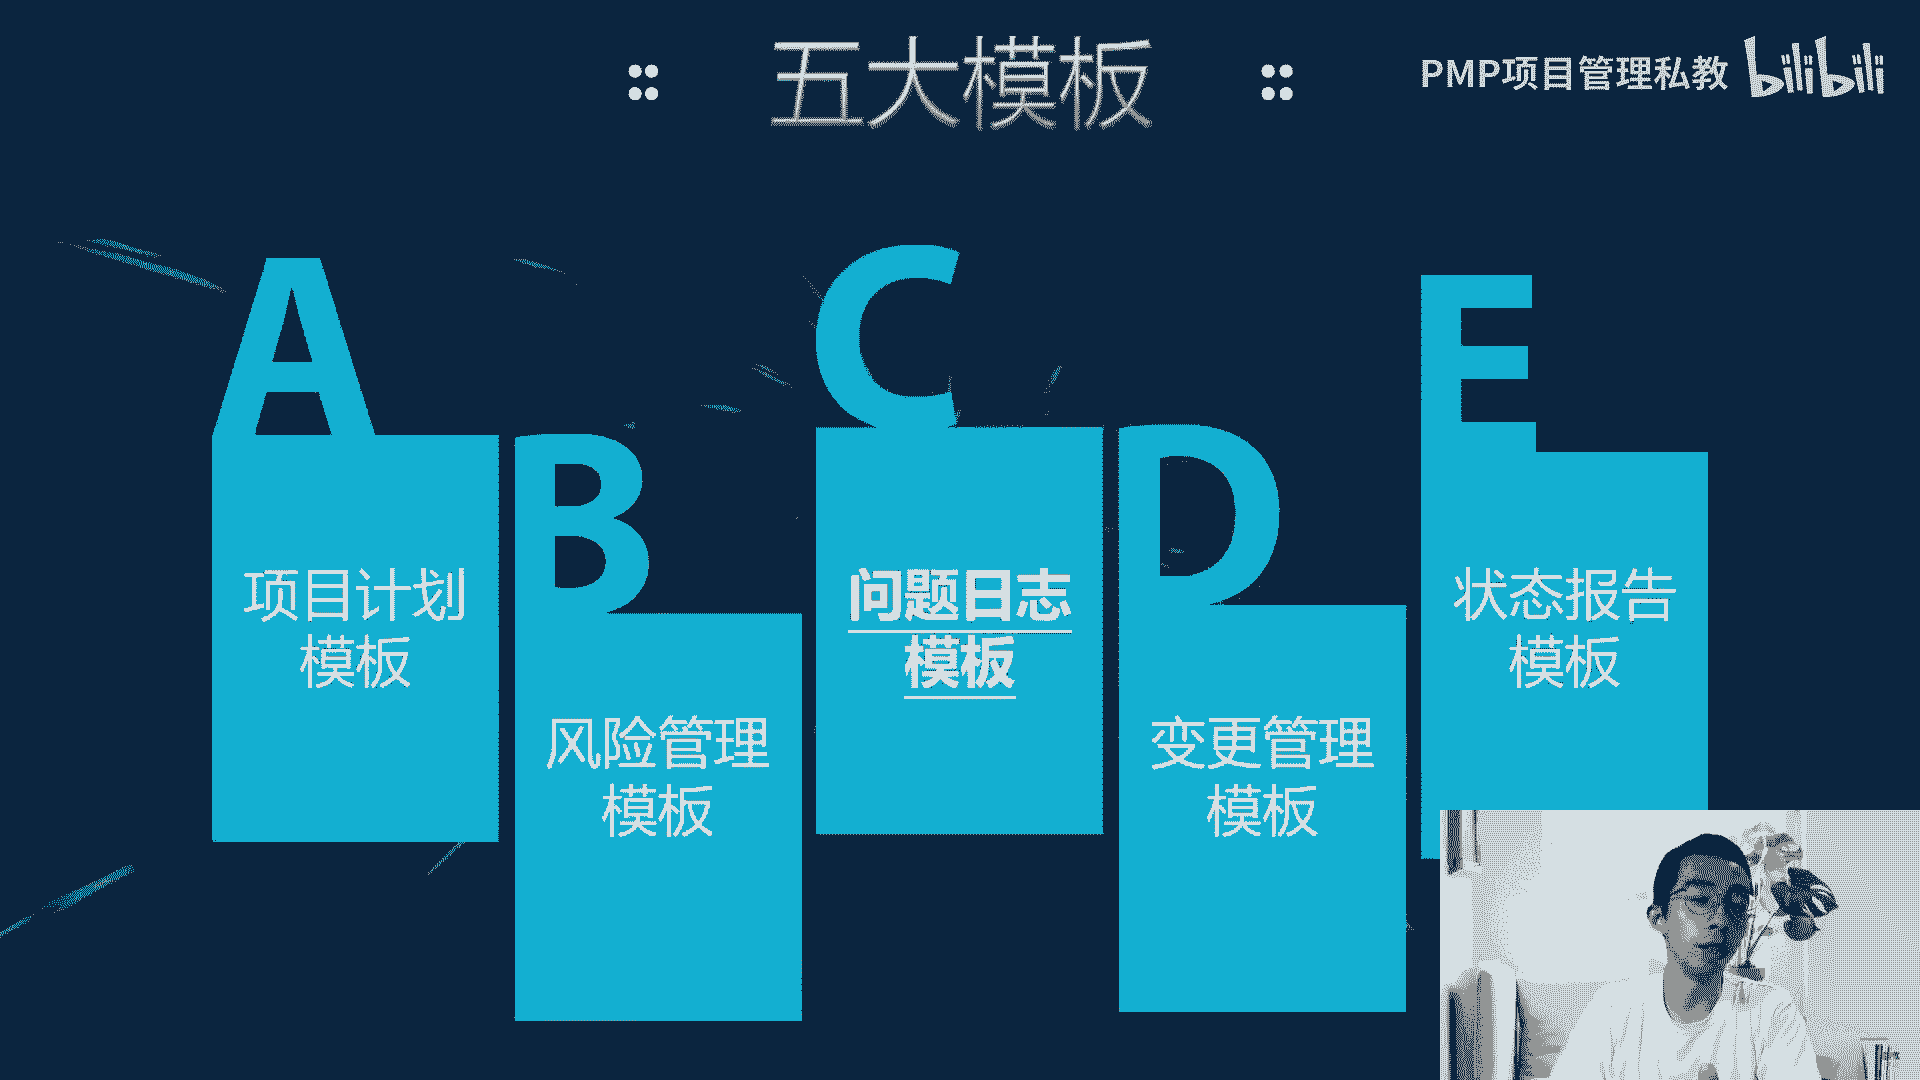 五大模板
PMP项目管理私教 bilibili
A
项目计划
模板
B
风险管理
模板
C
问题日志
模板
D
变更管理
模板
E
状态报告
模板